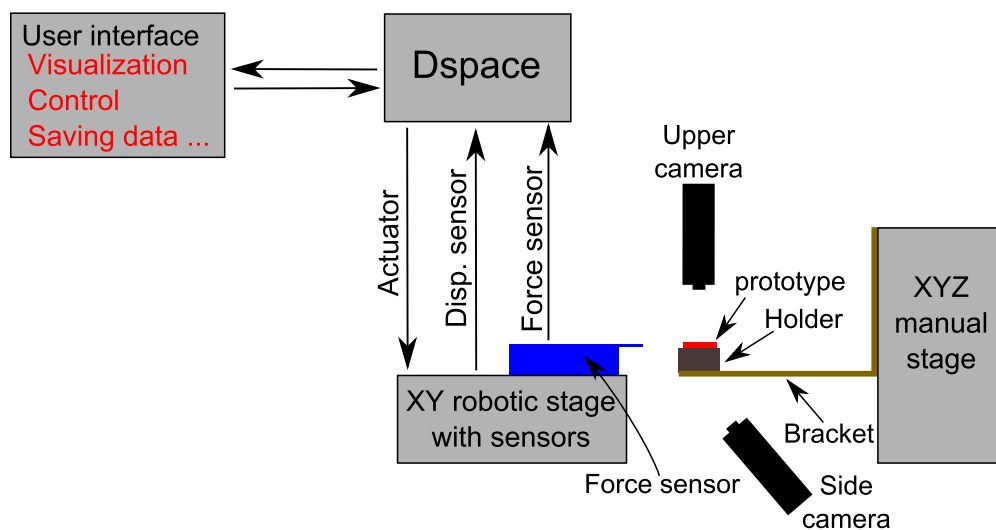 User interface
Visualization
Control
Saving data ...
Dspace
Actuator
Disp. sensor
Force sensor
Upper
camera
prototype
Holder
XYZ
manual
stage
XY robotic stage
with sensors
Bracket
Force sensor
Side
camera